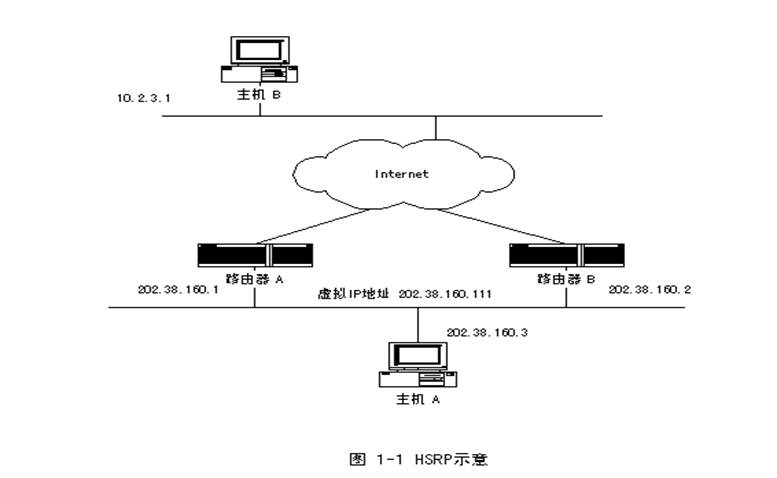 主机 B
10.2.3.1
Internet
路由器 A
路由器 B
202.38.160.1
虚拟IP地址 202.38.160.111
202.38.160.2
202.38.160.3
主机 A
图 1-1 HSRP示意